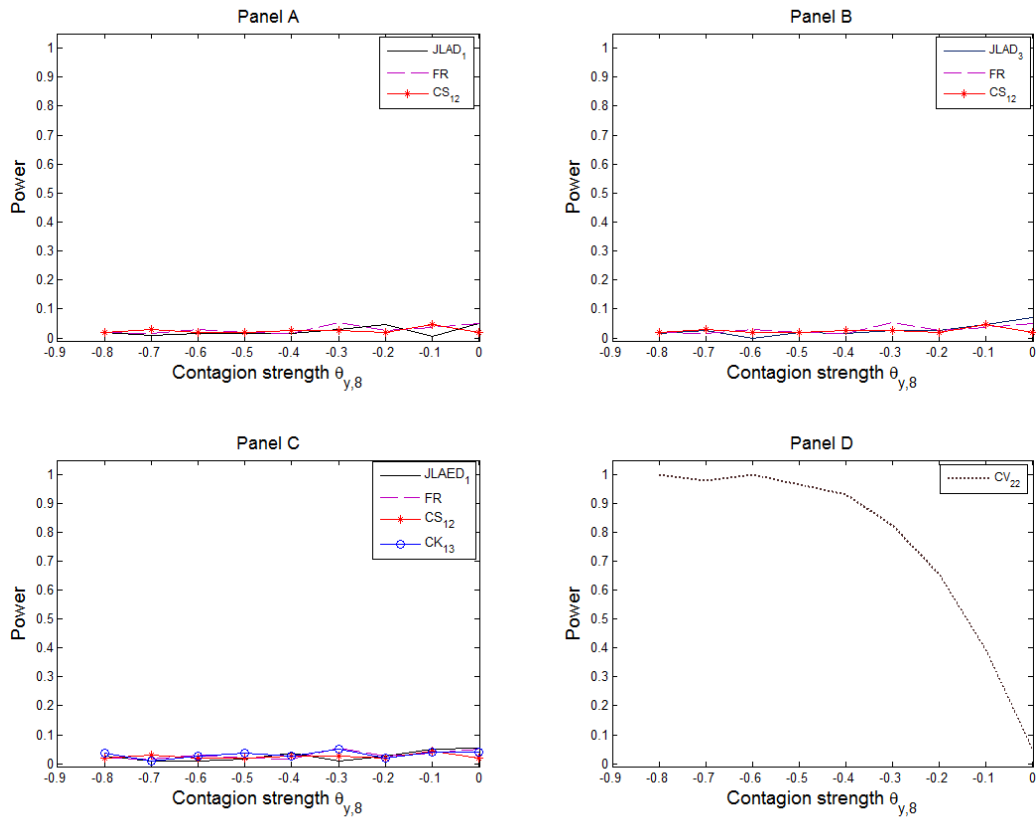 Panel A
Power
1
0.9
0.8
0.7
0.6
0.5
0.4
0.3
0.2
0.1
0
JLAD1
FR
CS12
-0.9 -0.8 -0.7 -0.6 -0.5 -0.4 -0.3 -0.2 -0.1 0
Contagion strength θy,8
Panel B
Power
1
0.9
0.8
0.7
0.6
0.5
0.4
0.3
0.2
0.1
0
JLAD3
FR
CS12
-0.9 -0.8 -0.7 -0.6 -0.5 -0.4 -0.3 -0.2 -0.1 0
Contagion strength θy,8
Panel C
Power
1
0.9
0.8
0.7
0.6
0.5
0.4
0.3
0.2
0.1
0
JLAED1
FR
CS12
CK13
-0.9 -0.8 -0.7 -0.6 -0.5 -0.4 -0.3 -0.2 -0.1 0
Contagion strength θy,8
Panel D
Power
1
0.9
0.8
0.7
0.6
0.5
0.4
0.3
0.2
0.1
0
CV22
-0.9 -0.8 -0.7 -0.6 -0.5 -0.4 -0.3 -0.2 -0.1 0
Contagion strength θy,8